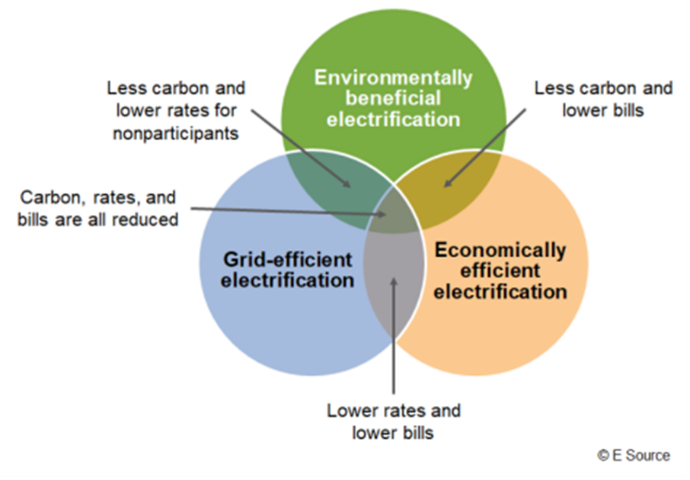 Environmentally
beneficial
electrification
Less carbon and
lower rates for
nonparticipants
Less carbon and
lower bills
Carbon, rates, and
bills are all reduced
Grid-efficient
electrification
Economically
efficient
electrification
Lower rates and
lower bills
© E Source